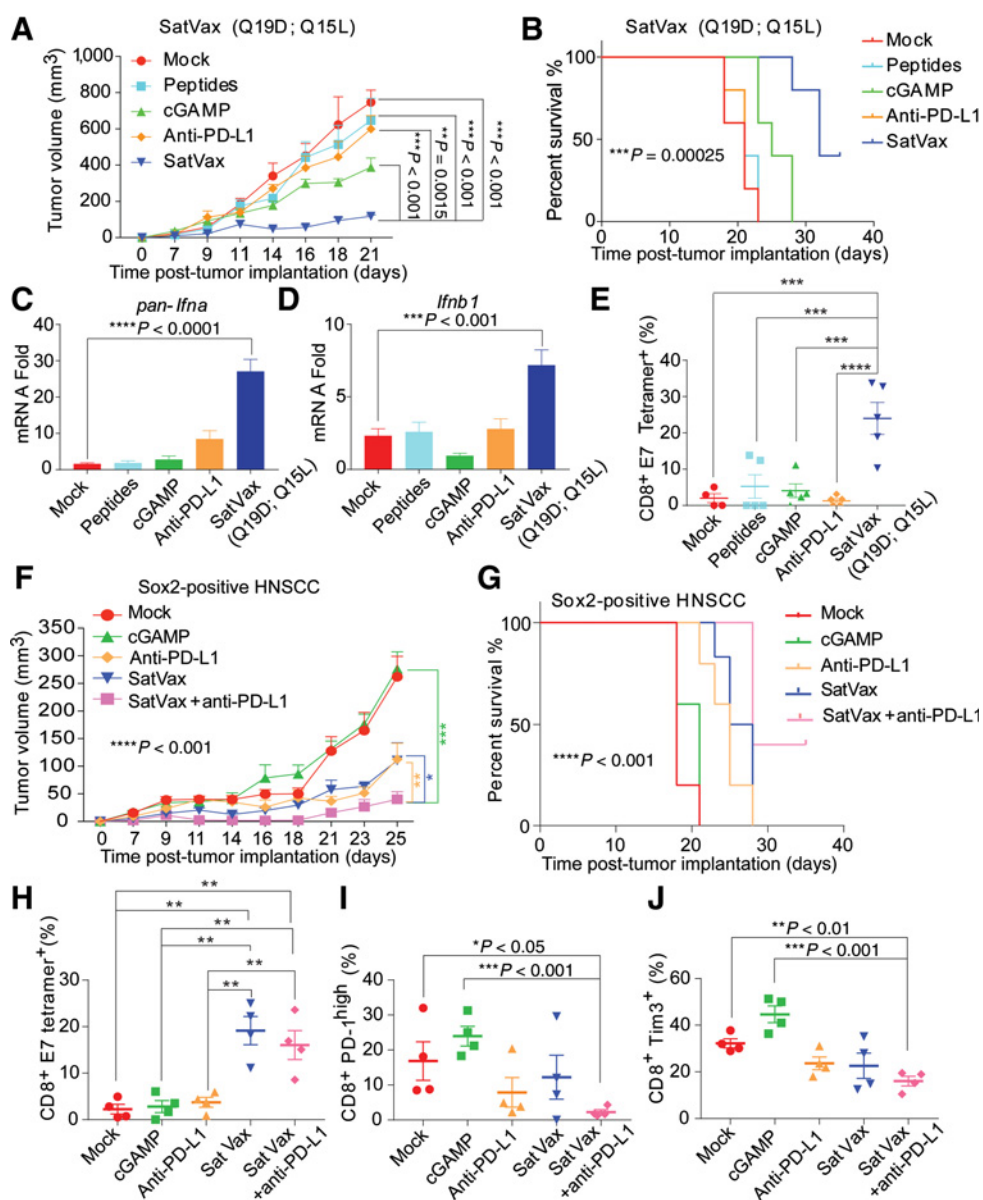 A
SatVax (Q19D; Q15L)
Tumor volume (mm3)
1,000
800
600
400
200
0
Mock
Peptides
cGAMP
Anti-PD-L1
SatVax
***P < 0.001
**P = 0.0015
***P < 0.001
***P < 0.001
0 7 9 11 14 16 18 21
Time post-tumor implantation (days)
B
SatVax (Q19D; Q15L)
Percent survival %
100
50
0
***P = 0.00025
Mock
Peptides
cGAMP
Anti-PD-L1
SatVax
0 10 20 30 40
Time post-tumor implantation (days)
C
pan-Ifna
****P < 0.0001
mRNA Fold
40
30
20
10
0
Mock
Peptides
cGAMP
Anti-PD-L1
SatVax
(Q19D; Q15L)
D
Ifnb1
***P < 0.001
mRNA Fold
10
5
0
Mock
Peptides
cGAMP
Anti-PD-L1
SatVax
(Q19D; Q15L)
E
CD8+ E7 Tetramer+ (%)
***
***
***
****
40
30
20
10
0
Mock
Peptides
cGAMP
Anti-PD-L1
SatVax
(Q19D; Q15L)
F
Sox2-positive HNSCC
Tumor volume (mm3)
350
300
250
200
150
100
50
0
Mock
cGAMP
Anti-PD-L1
SatVax
SatVax +anti-PD-L1
****P < 0.001
**
*
***
0 7 9 11 14 16 18 21 23 25
Time post-tumor implantation (days)
G
Sox2-positive HNSCC
Percent survival %
100
50
0
****P < 0.001
Mock
cGAMP
Anti-PD-L1
SatVax
SatVax +anti-PD-L1
0 10 20 30 40
Time post-tumor implantation (days)
H
CD8+ E7 tetramer+(%)
**
**
**
**
**
**
30
20
10
0
Mock
cGAMP
Anti-PD-L1
Sat Vax
Sat Vax
+anti-PD-L1
I
CD8+ PD-1high (%)
*P < 0.05
***P < 0.001
40
30
20
10
0
Mock
cGAMP
Anti-PD-L1
Sat Vax
Sat Vax
+anti-PD-L1
J
CD8+ Tim3+ (%)
**P < 0.01
***P < 0.001
60
40
20
0
Mock
cGAMP
Anti-PD-L1
Sat Vax
Sat Vax
+anti-PD-L1